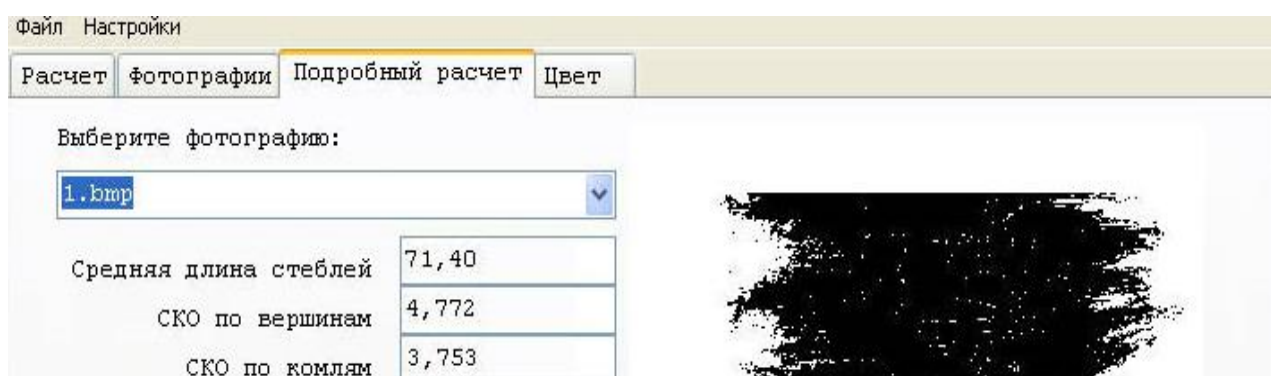 Файл Настройки
Расчет Фотографии Подробный расчет Цвет
Выберите фотографию:
1.bmp
Средняя длина стеблей 71,40
СКО по вершинам 4,772
СКО по комлям 3,753